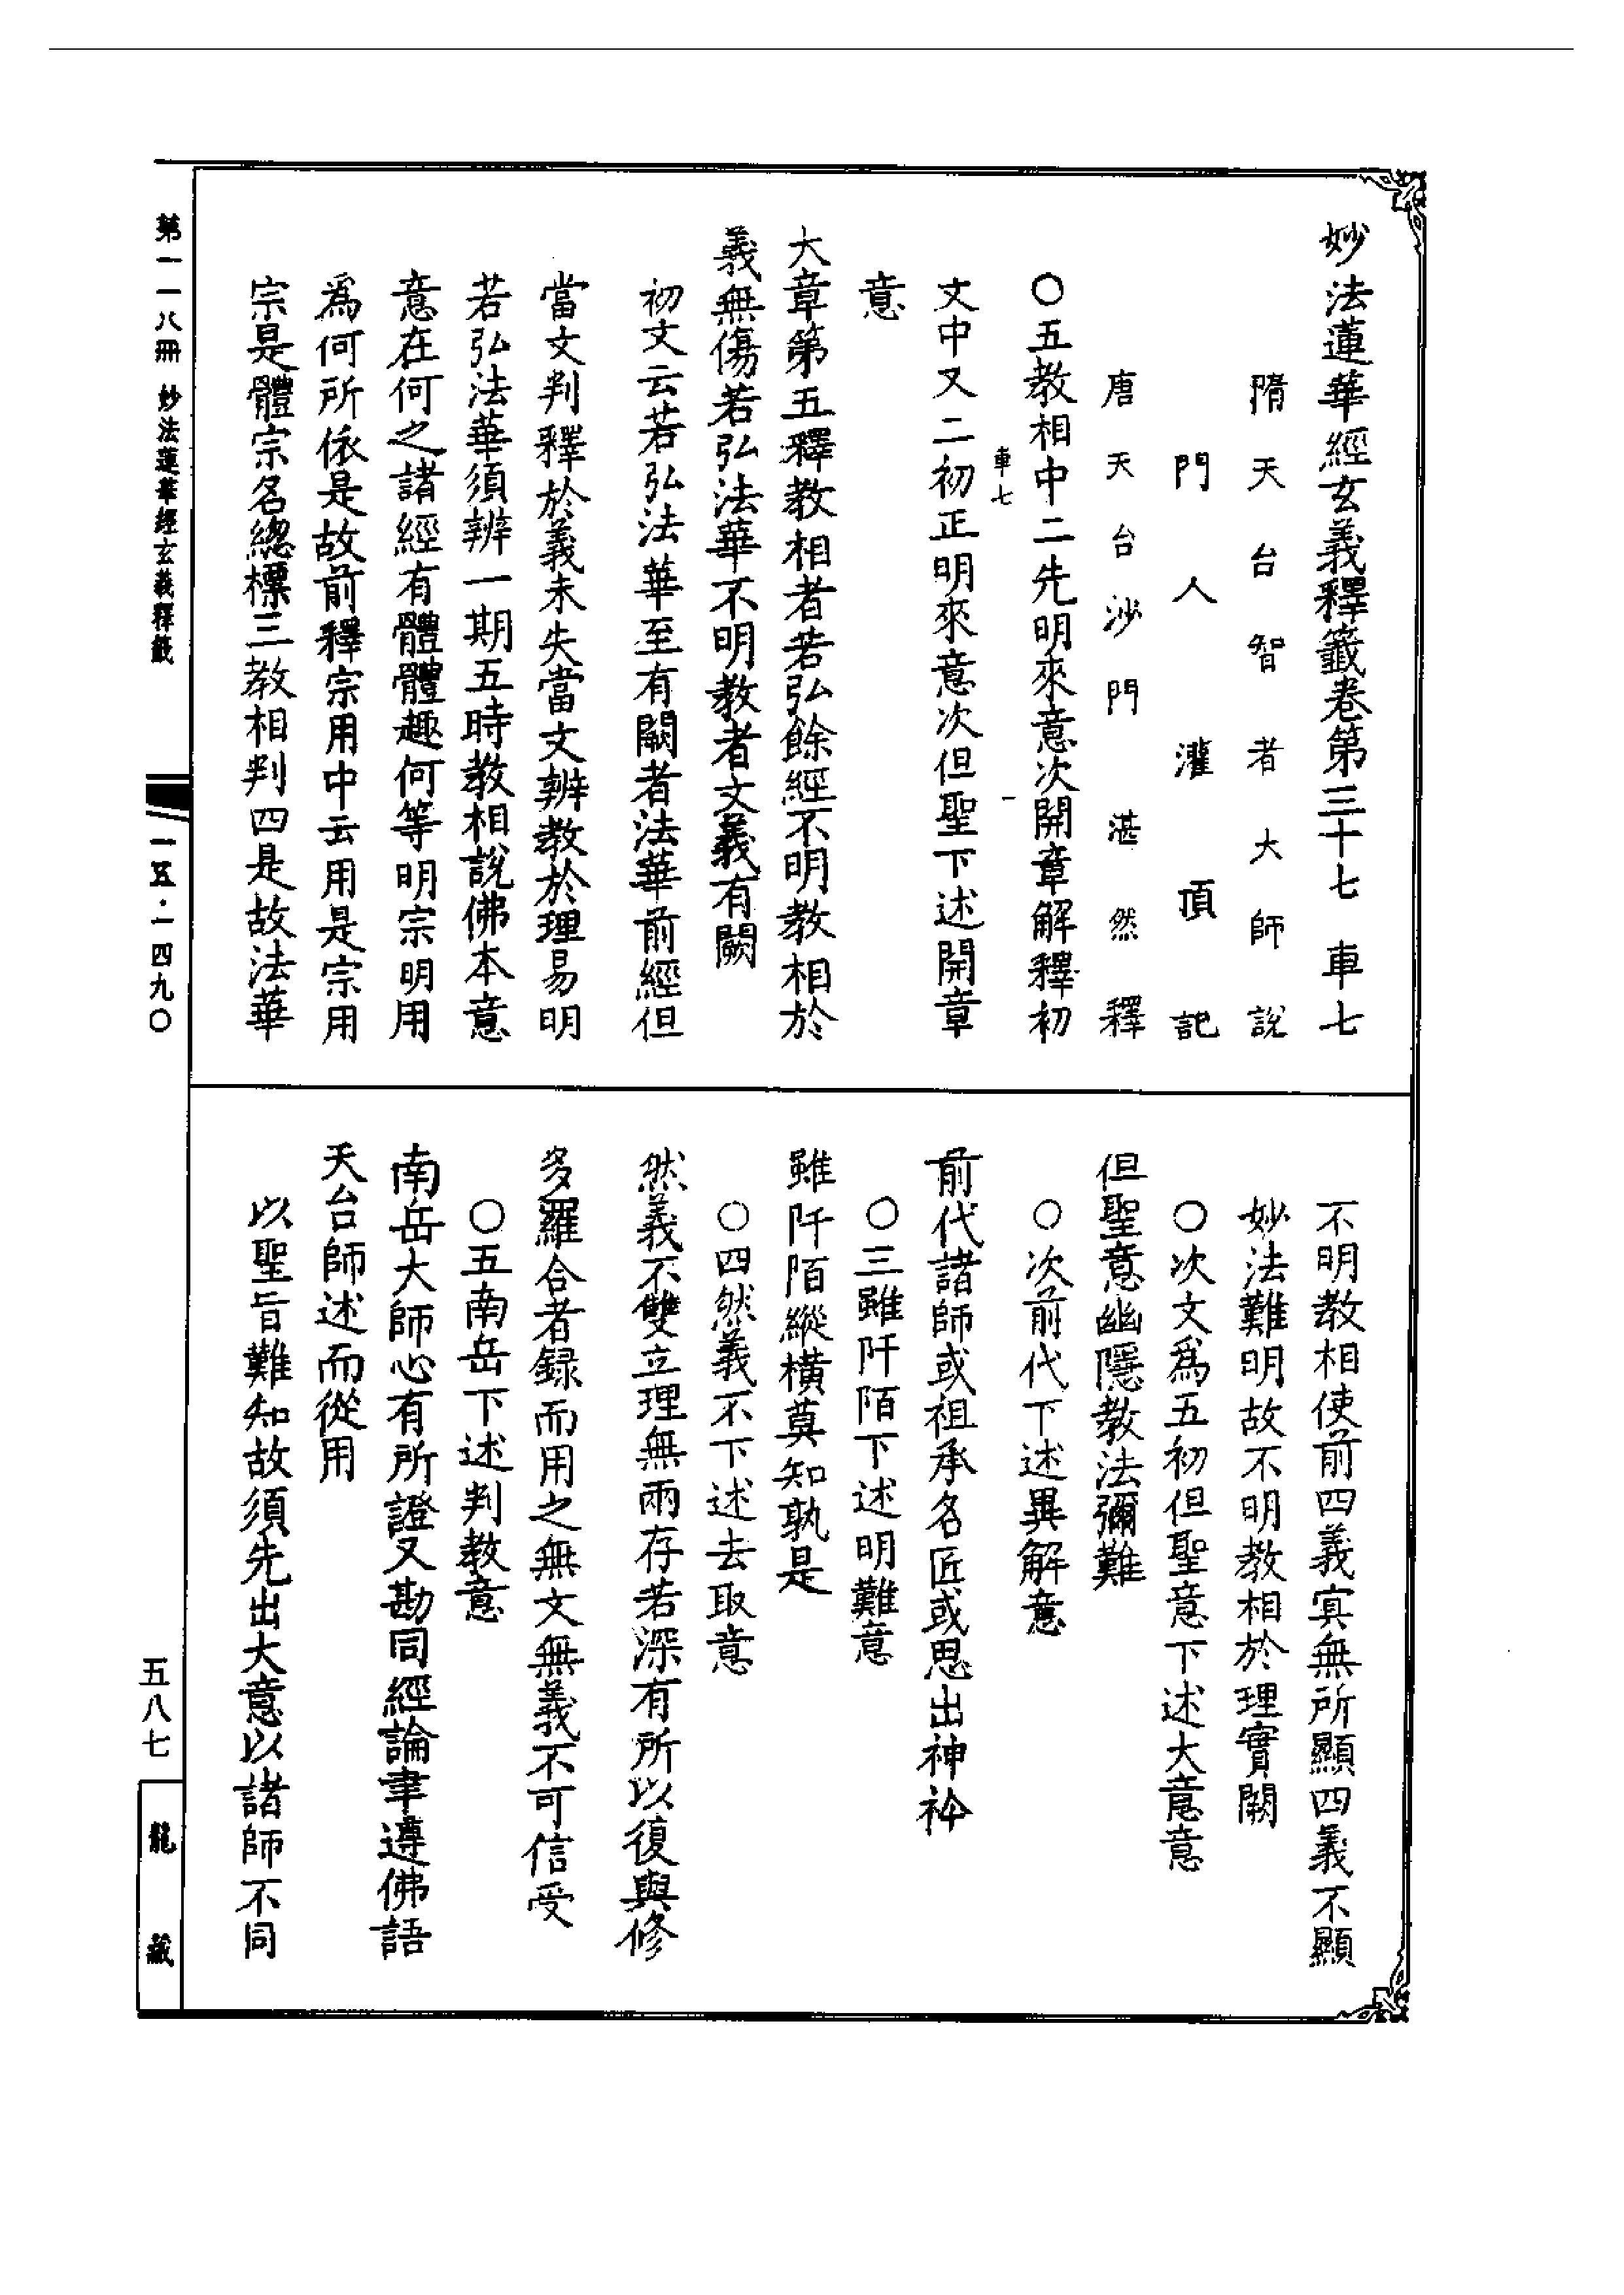 妙法蓮華經玄義釋籤卷第三十七　車七
隋天台智者大師說
門人灌頂記
唐天台沙門湛然釋
〇五教相中二先明來意次開章解釋初
車七　一
文中又二初正明來意次但聖下述開章
意
大章第五釋教相者若弘餘經不明教相於
義無傷若弘法華不明教者文義有闕
初文云若弘法華至有闕者法華前經但
當文判釋於義未失當文辨教於理易明
若弘法華須辨一期五時教相說佛本意
意在何之諸經有體體趣何等明宗明用
為何所依是故前釋宗用中云用是宗用
宗是體宗名總標三教相判四是故法華
不明教相使前四義寘無所顯四義不顯
妙法難明故不明教相於理實闕
〇次文為五初但聖意下述大意意
但聖意幽隱教法彌難
〇次前代下述異解意
前代諸師或祖承名匠或思出神衿
〇三雖阡陌下述明難意
雖阡陌縱橫莫知孰是
〇四然義不下述去取意
然義不雙立理無兩存若深有所以復與修
多羅合者錄而用之無文無義不可信受
〇五南岳下述判教意
南岳大師心有所證又勘同經論聿遵佛語
天台師述而從用
以聖旨難知故須先出大意以諸師不同
第一一八冊　妙法蓮華經玄義釋籤
一五・一四九〇
五八七
龍藏